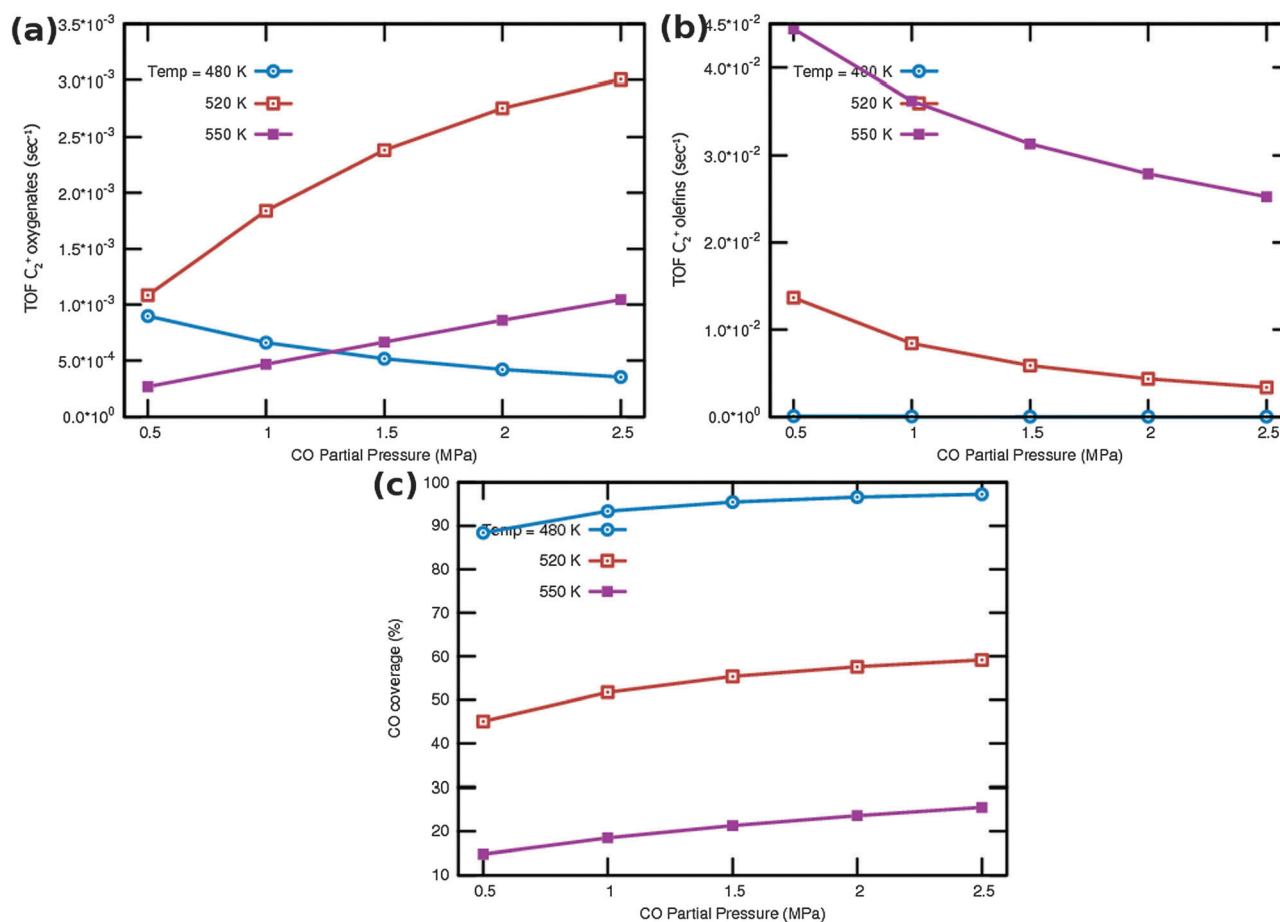 (a)
3.5*10⁻³
3.0*10⁻³
2.5*10⁻³
2.0*10⁻³
1.5*10⁻³
1.0*10⁻³
5.0*10⁻⁴
0.0*10⁰
TOF C₂⁺ oxygenates (sec⁻¹)
Temp = 480 K
520 K
550 K
0.5 1 1.5 2 2.5
CO Partial Pressure (MPa)
(b)
4.5*10⁻²
4.0*10⁻²
3.0*10⁻²
2.0*10⁻²
1.0*10⁻²
0.0*10⁰
TOF C₂⁺ olefins (sec⁻¹)
Temp = 480 K
520 K
550 K
0.5 1 1.5 2 2.5
CO Partial Pressure (MPa)
(c)
100
90
80
70
60
50
40
30
20
10
CO coverage (%)
Temp = 480 K
520 K
550 K
0.5 1 1.5 2 2.5
CO Partial Pressure (MPa)